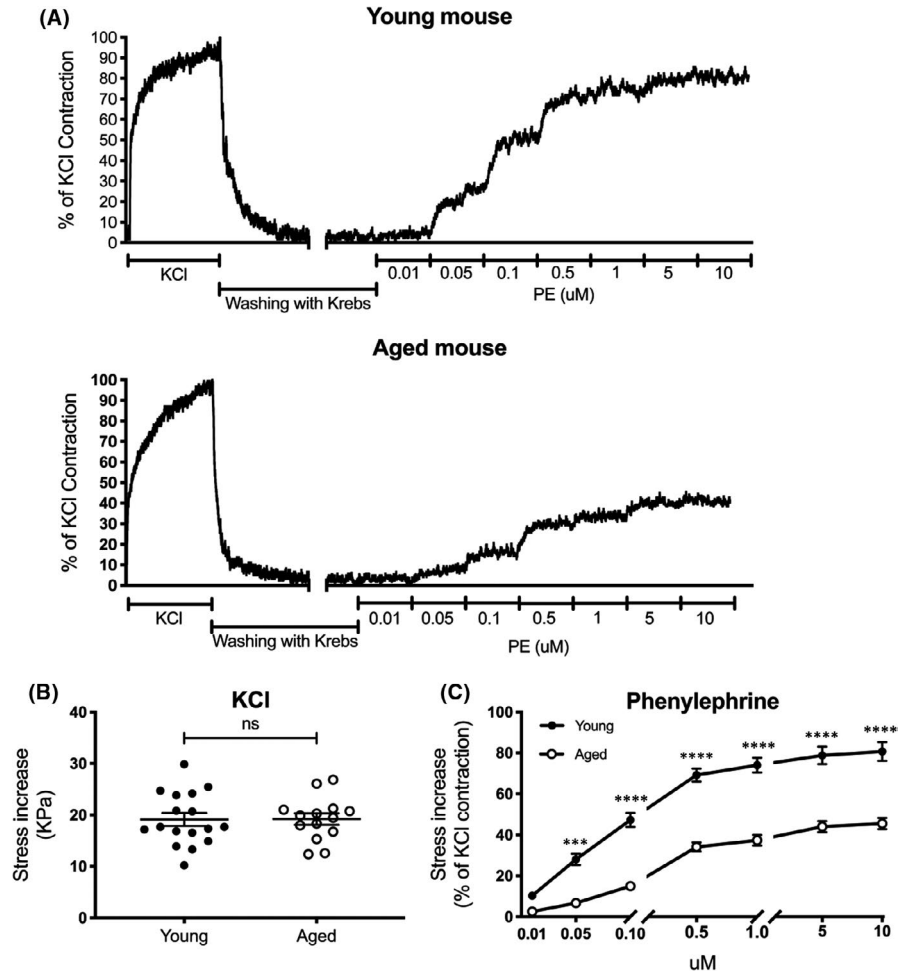 (A)
Young mouse
% of KCl Contraction
100
90
80
70
60
50
40
30
20
10
0
KCl
Washing with Krebs
0.01 0.05 0.1 0.5 1 5 10
PE (uM)
Aged mouse
% of KCl Contraction
100
90
80
70
60
50
40
30
20
10
0
KCl
Washing with Krebs
0.01 0.05 0.1 0.5 1 5 10
PE (uM)
(B)
KCl
Stress increase
(KPa)
40
30
20
10
0
ns
Young Aged
(C)
Phenylephrine
Stress increase
(% of KCl contraction)
100
80
60
40
20
0
Young
Aged
*** **** **** **** **** ****
0.01 0.05 0.10 0.5 1.0 5 10
uM